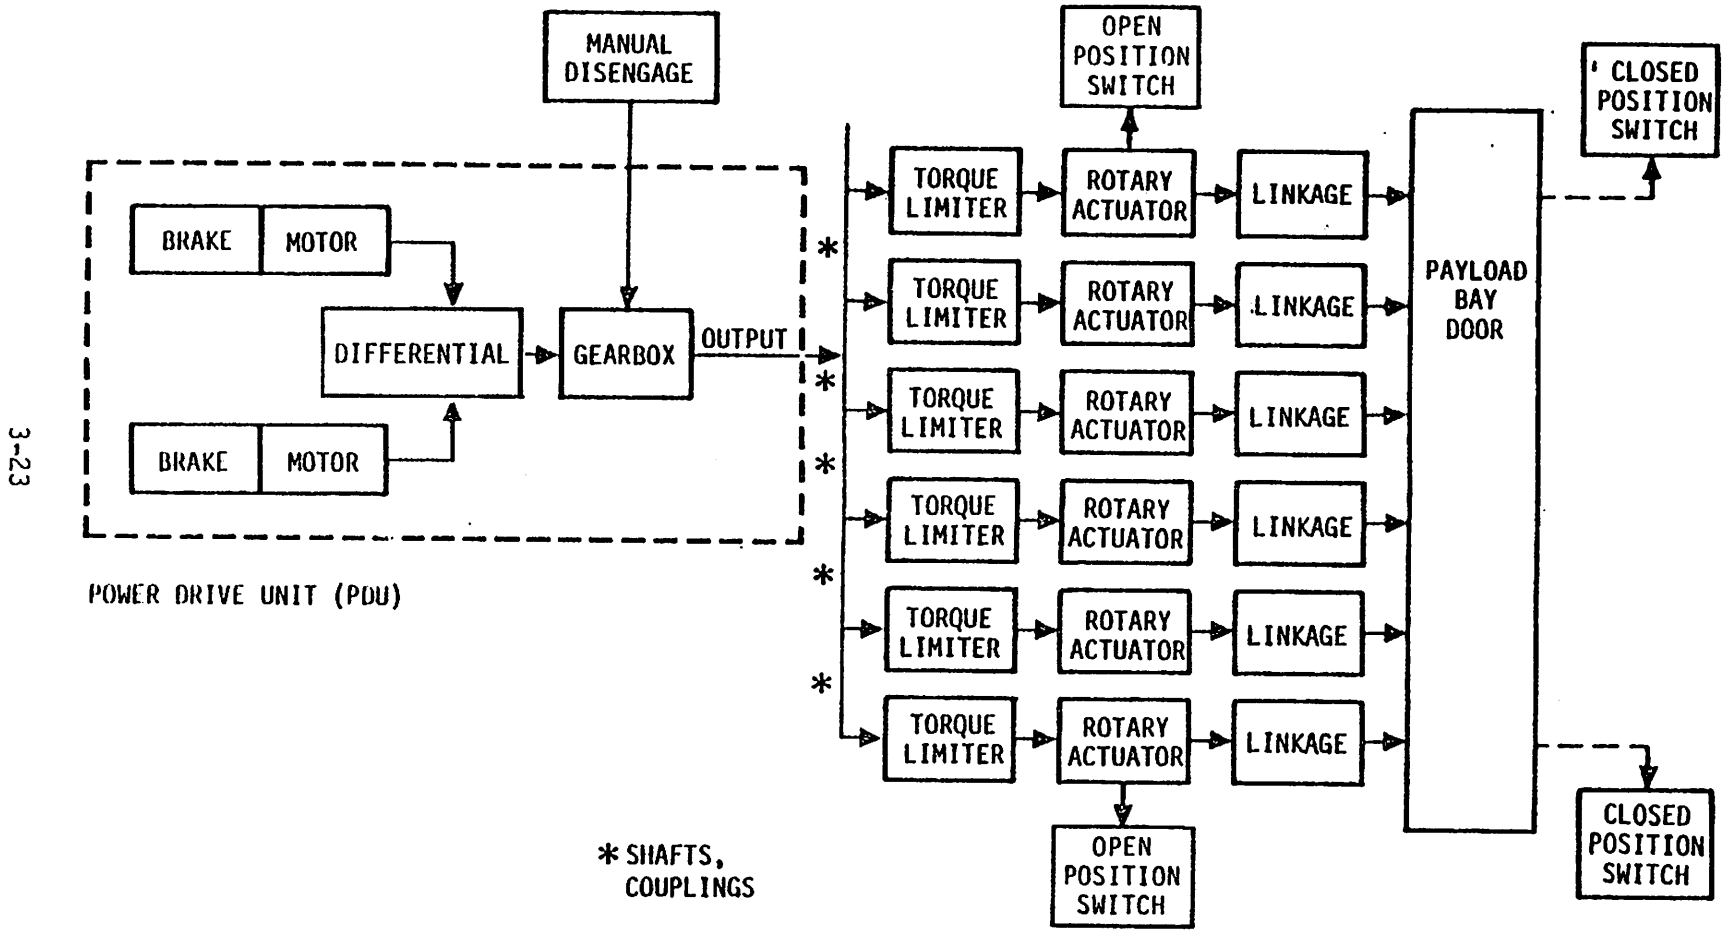 MANUAL
DISENGAGE
OPEN
POSITION
SWITCH
CLOSED
POSITION
SWITCH
BRAKE
MOTOR
DIFFERENTIAL
GEARBOX
OUTPUT
BRAKE
MOTOR
POWER DRIVE UNIT (PDU)
*
*
*
*
*
TORQUE
LIMITER
ROTARY
ACTUATOR
LINKAGE
TORQUE
LIMITER
ROTARY
ACTUATOR
LINKAGE
TORQUE
LIMITER
ROTARY
ACTUATOR
LINKAGE
TORQUE
LIMITER
ROTARY
ACTUATOR
LINKAGE
TORQUE
LIMITER
ROTARY
ACTUATOR
LINKAGE
TORQUE
LIMITER
ROTARY
ACTUATOR
LINKAGE
PAYLOAD
BAY
DOOR
OPEN
POSITION
SWITCH
CLOSED
POSITION
SWITCH
* SHAFTS,
COUPLINGS
3-23